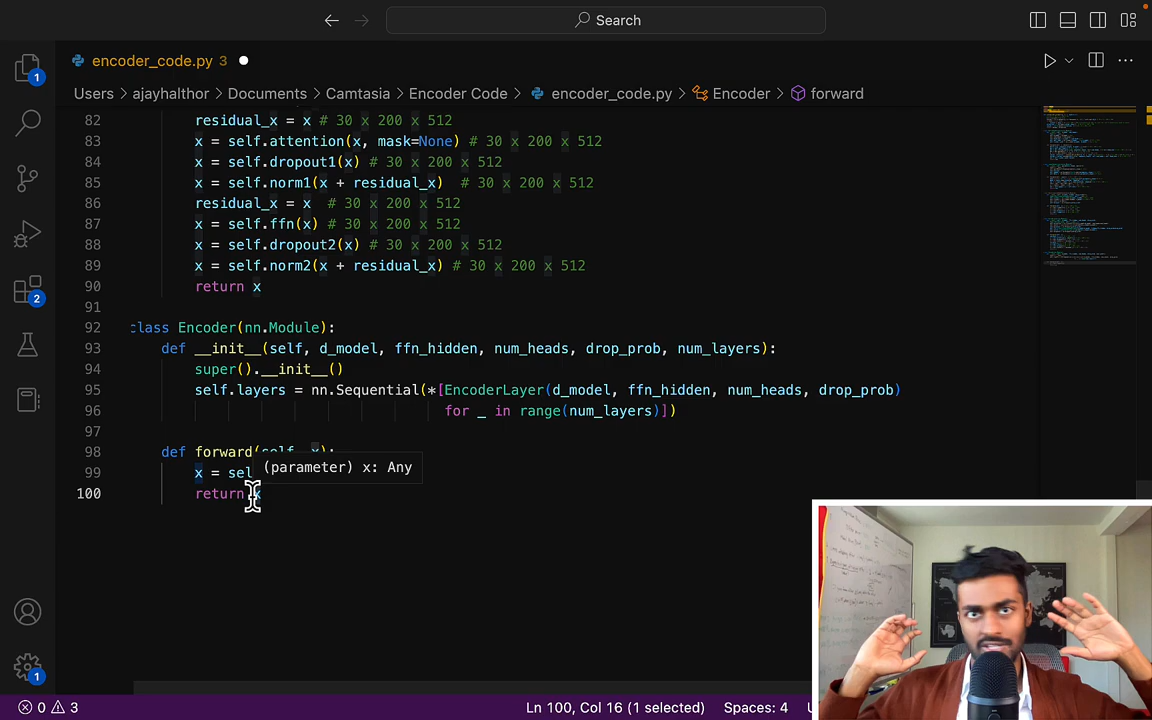 Search
encoder_code.py 3
Users > ajayhalthor > Documents > Camtasia > Encoder Code > encoder_code.py > Encoder > forward
82 residual_x = x # 30 x 200 x 512
83 x = self.attention(x, mask=None) # 30 x 200 x 512
84 x = self.dropout1(x) # 30 x 200 x 512
85 x = self.norm1(x + residual_x) # 30 x 200 x 512
86 residual_x = x # 30 x 200 x 512
87 x = self.ffn(x) # 30 x 200 x 512
88 x = self.dropout2(x) # 30 x 200 x 512
89 x = self.norm2(x + residual_x) # 30 x 200 x 512
90 return x
91
92 class Encoder(nn.Module):
93 def __init__(self, d_model, ffn_hidden, num_heads, drop_prob, num_layers):
94 super().__init__()
95 self.layers = nn.Sequential(*[EncoderLayer(d_model, ffn_hidden, num_heads, drop_prob)
96 for _ in range(num_layers)])
97
98 def forward(self, x):
(parameter) x: Any
99 x = sel
100 return x
1
2
1
0 3
Ln 100, Col 16 (1 selected) Spaces: 4